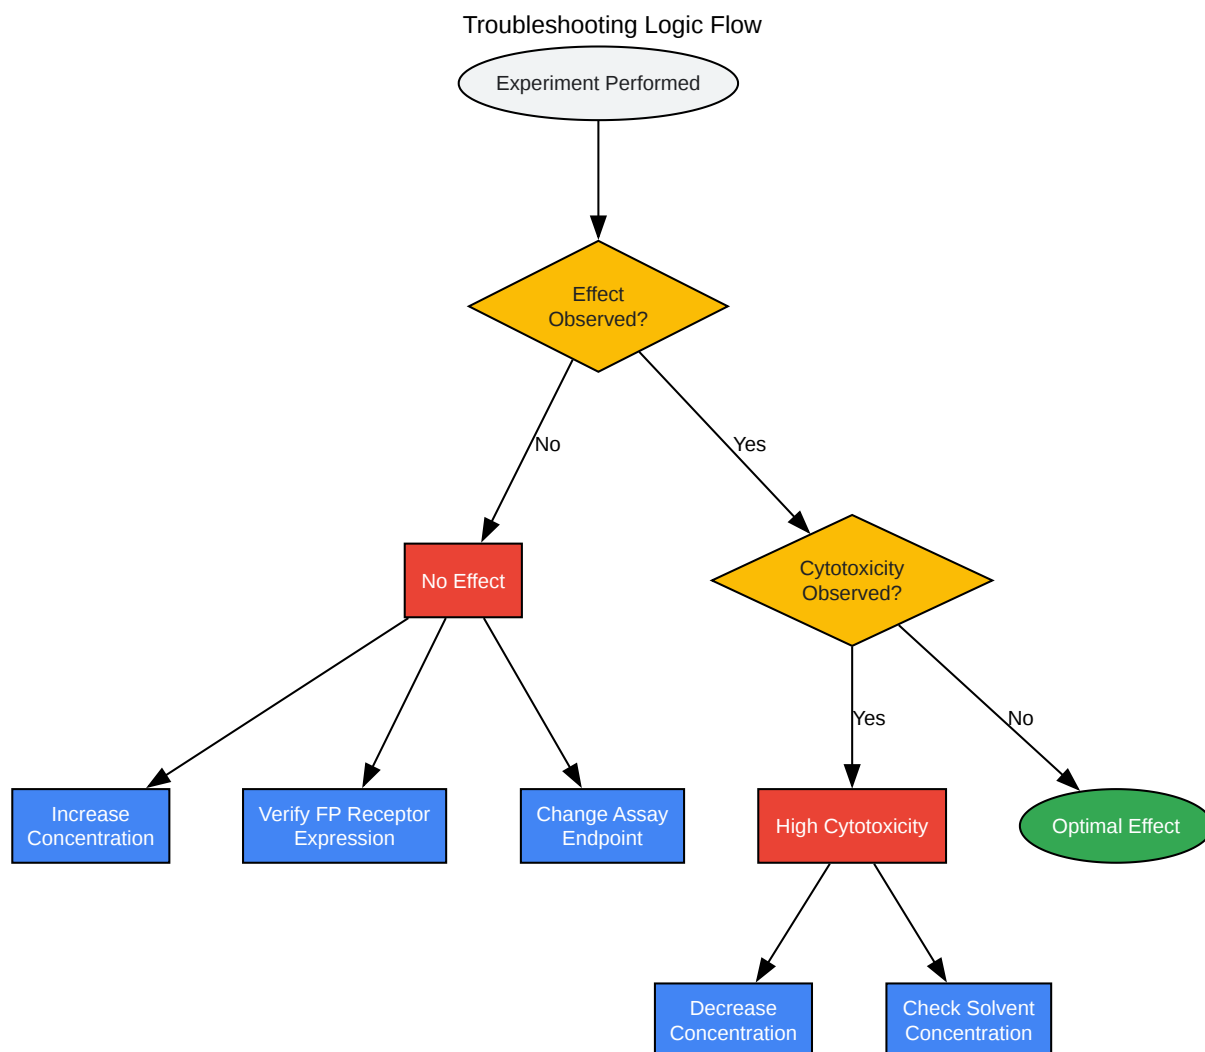 Troubleshooting Logic Flow
Experiment Performed
Effect
Observed?
No
Yes
No Effect
Cytotoxicity
Observed?
Yes
No
Increase
Concentration
Verify FP Receptor
Expression
Change Assay
Endpoint
High Cytotoxicity
Optimal Effect
Decrease
Concentration
Check Solvent
Concentration